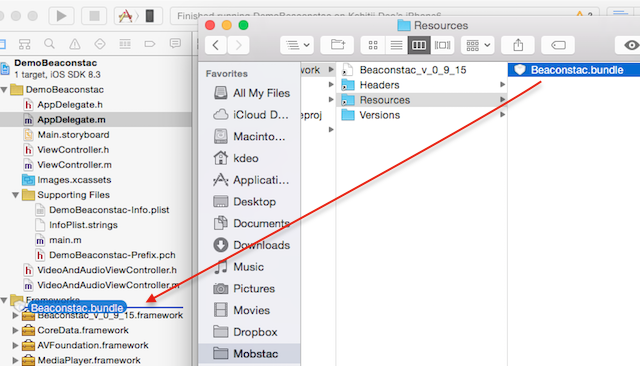 Finished running DemoBeaconstac on Kshitij Deo's iPhone6
Resources
DemoBeaconstac
1 target, iOS SDK 8.3
DemoBeaconstac
AppDelegate.h
AppDelegate.m
Main.storyboard
ViewController.h
ViewController.m
Images.xcassets
Supporting Files
DemoBeaconstac-Info.plist
InfoPlist.strings
main.m
DemoBeaconstac-Prefix.pch
VideoAndAudioViewController.h
VideoAndAudioViewController.m
Frameworks
Beaconstac.bundle
Beaconstac_v_0_9_15.framework
CoreData.framework
AVFoundation.framework
MediaPlayer.framework
Favorites
All My Files
iCloud D...
Macinto...
kdeo
Applicati...
Desktop
Documents
Downloads
Music
Pictures
Movies
Dropbox
Mobstac
work
eproj
Beaconstac_v_0_9_15
Headers
Resources
Versions
Beaconstac.bundle